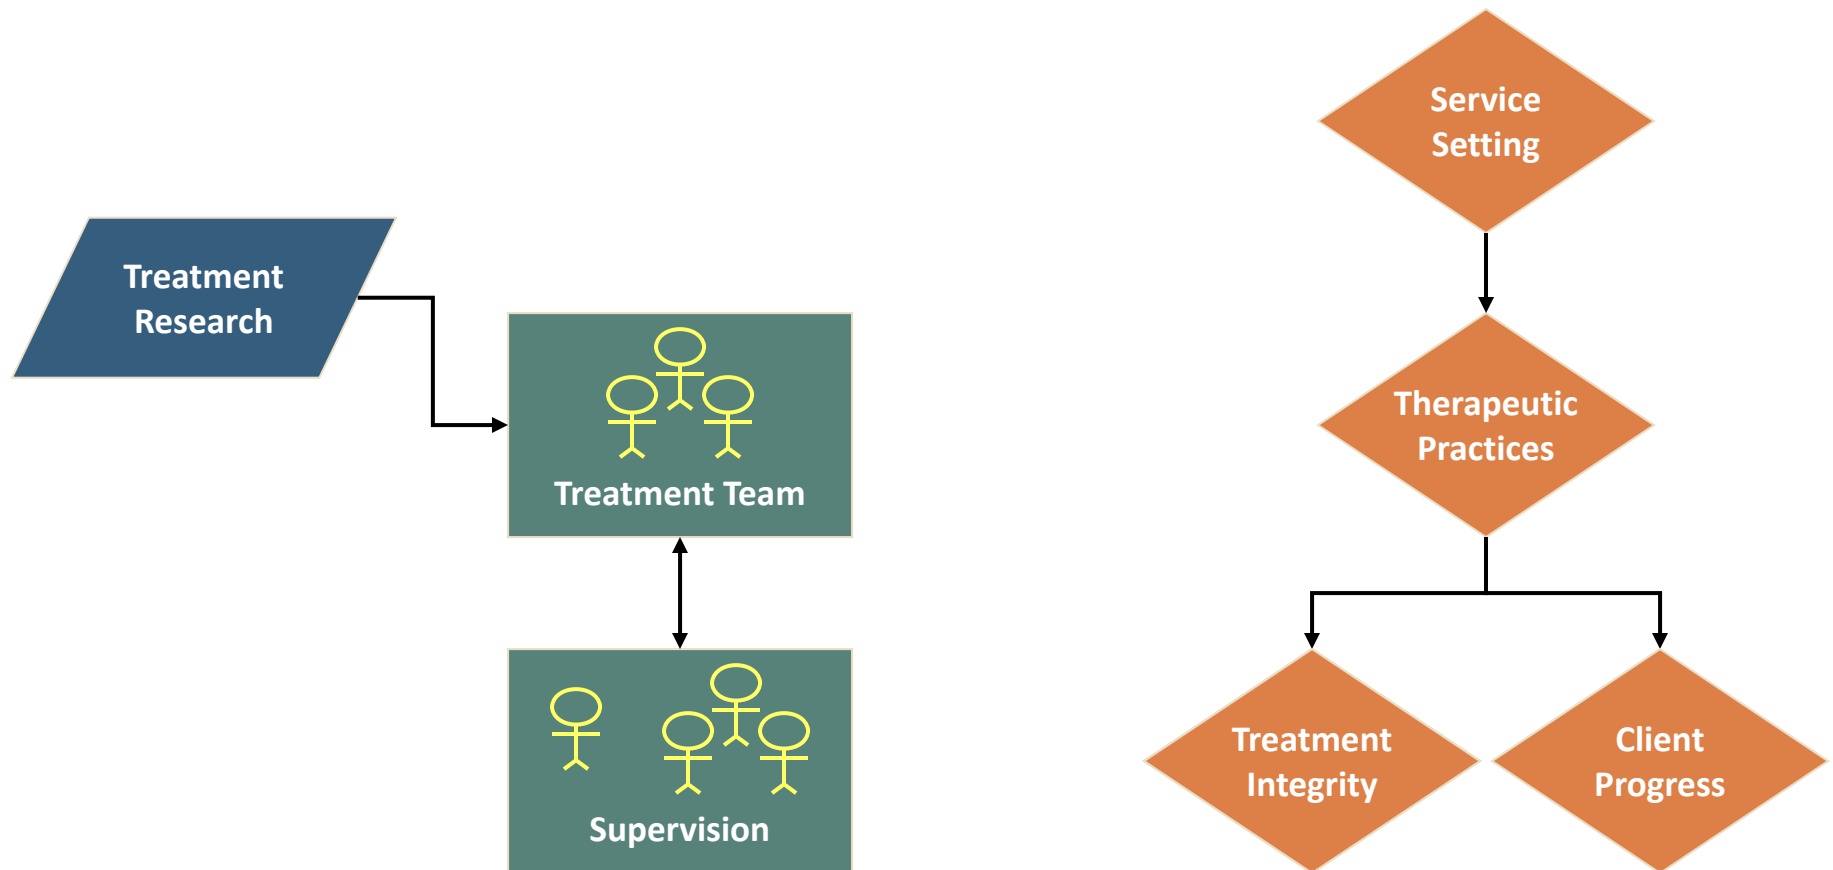 Service
Setting
Treatment
Research
Therapeutic
Practices
Treatment Team
Treatment
Integrity
Client
Progress
Supervision